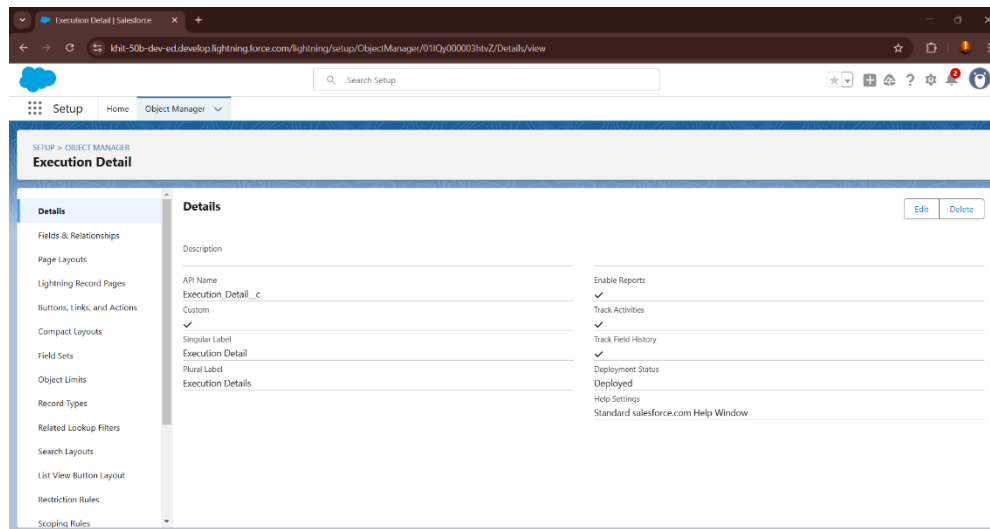 Execution Detail | Salesforce
khit-50b-dev-ed.develop.lightning.force.com/lightning/setup/ObjectManager/01IQy000003htvZ/Details/view
Search Setup
2
Setup
Home
Object Manager
SETUP > OBJECT MANAGER
Execution Detail
Details
Fields & Relationships
Page Layouts
Lightning Record Pages
Buttons, Links, and Actions
Compact Layouts
Field Sets
Object Limits
Record Types
Related Lookup Filters
Search Layouts
List View Button Layout
Restriction Rules
Scoping Rules
Details
Edit
Delete
Description
API Name
Execution_Detail__c
Custom
Singular Label
Execution Detail
Plural Label
Execution Details
Enable Reports
Track Activities
Track Field History
Deployment Status
Deployed
Help Settings
Standard salesforce.com Help Window